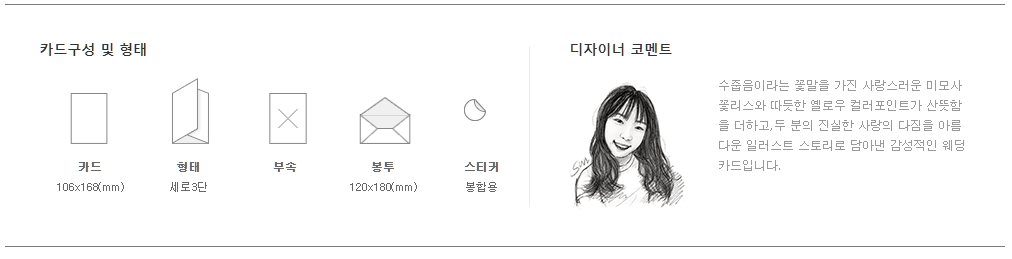 카드구성 및 형태
카드
106x168(mm)
형태
세로3단
부속
봉투
120x180(mm)
스티커
봉합용
디자이너 코멘트
수줍음이라는 꽃말을 가진 사랑스러운 미모사
꽃리스와 따듯한 옐로우 컬러포인트가 산뜻함
을 더하고,두 분의 진실한 사랑의 다짐을 아름
다운 일러스트 스토리로 담아낸 감성적인 웨딩
카드입니다.